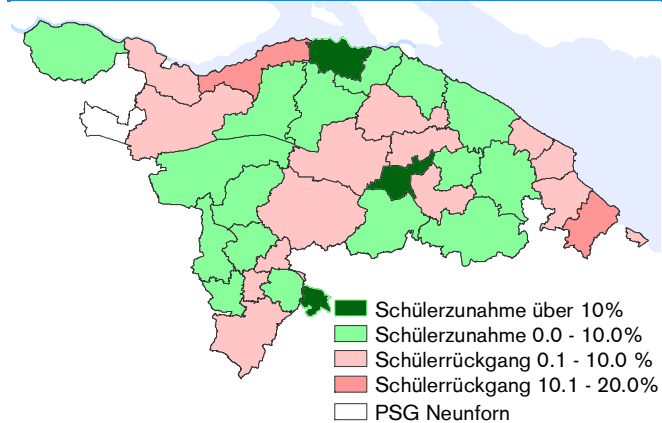 Schülerzunahme über 10%
Schülerzunahme 0.0 - 10.0%
Schülerrückgang 0.1 - 10.0 %
Schülerrückgang 10.1 - 20.0%
PSG Neunforn